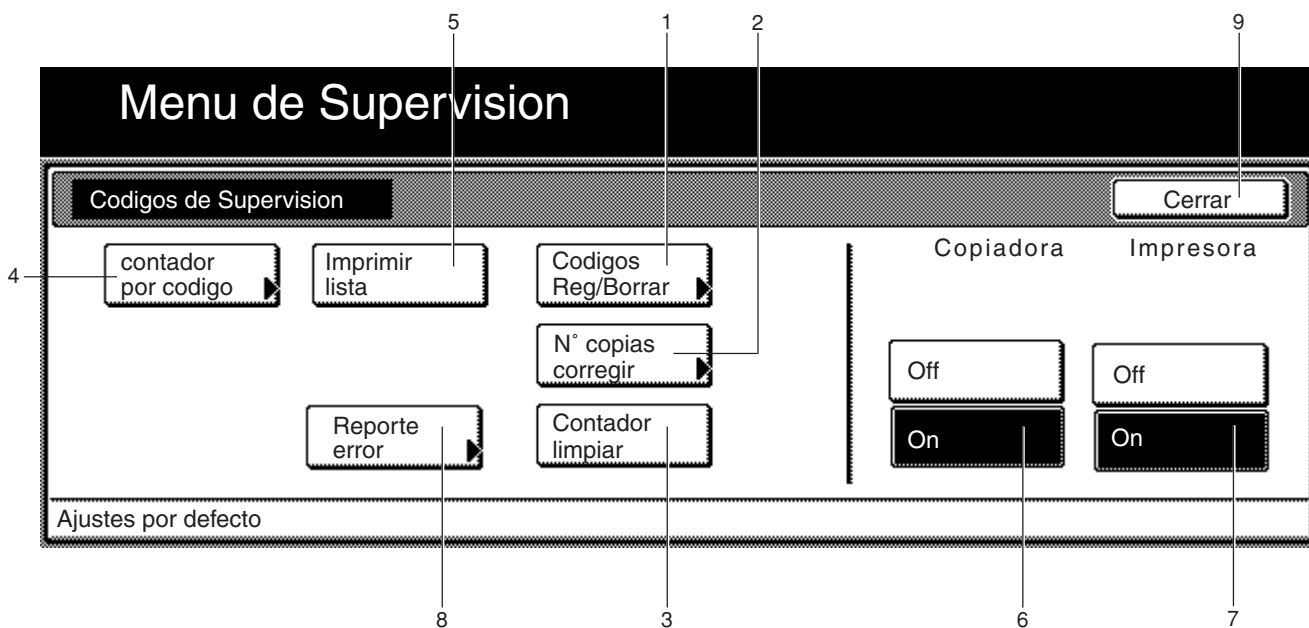 5 1 2 9
Menu de Supervision
Codigos de Supervision
Cerrar
Copiadora Impresora
4
contador
por codigo
Imprimir
lista
Codigos
Reg/Borrar
N° copias
corregir
Off
Off
Reporte
error
Contador
limpiar
On
On
Ajustes por defecto
8 3 6 7